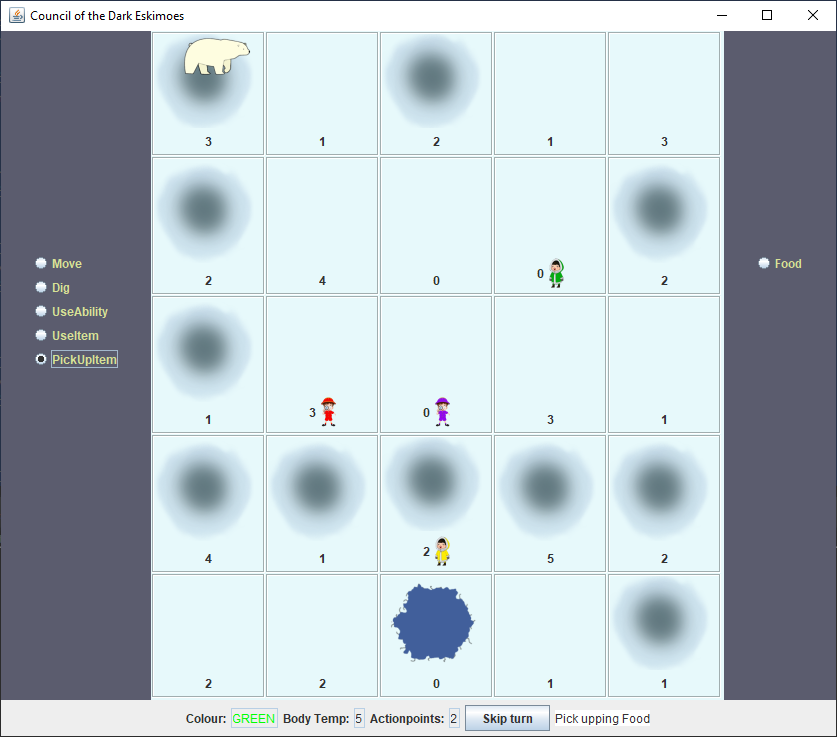 Council of the Dark Eskimoes
3 1 2 1 3
2 4 0 0 2
Move
Dig
UseAbility
UseItem
PickUpItem
Food
1 3 0 3 1
4 1 2 5 2
2 2 0 1 1
Colour: GREEN Body Temp: 5 Actionpoints: 2 Skip turn Pick upping Food